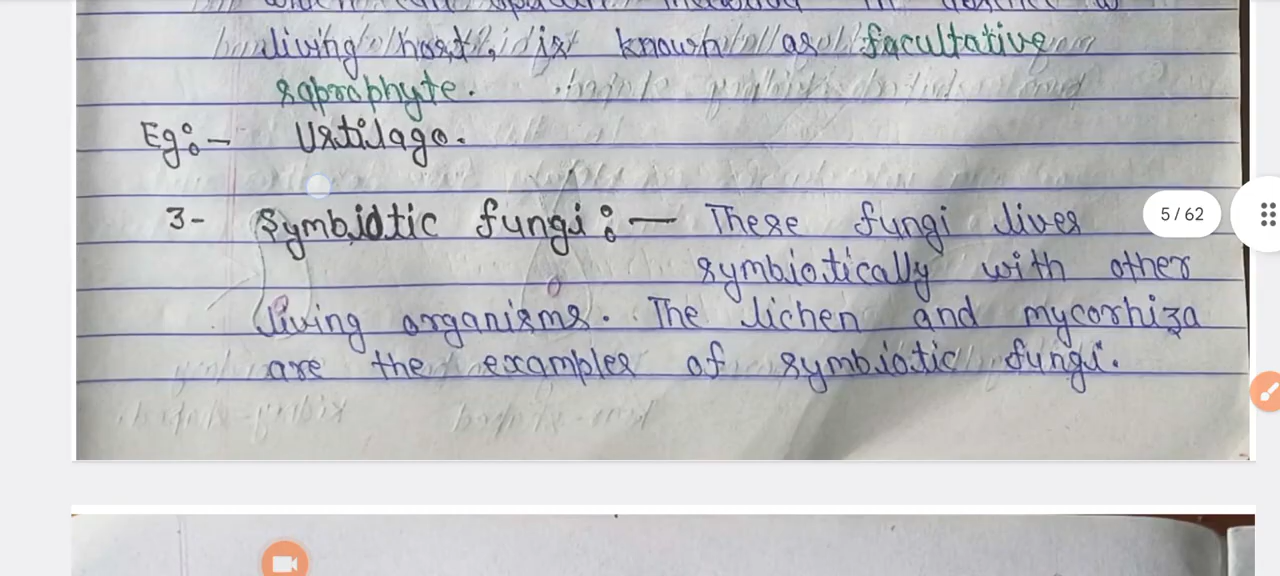 living host, is known as facultative
saprophyte.
Eg:- Ustilago.
5/62
3- Symbiotic fungi :- These fungi lives
symbiotically with other
living organisms. The lichen and mycorhiza
are the examples of symbiotic fungi.